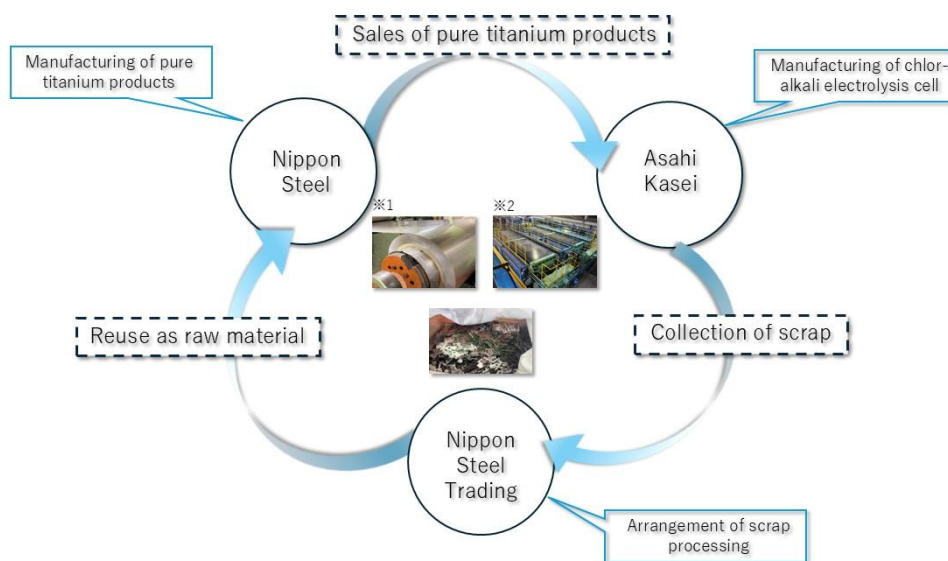 Sales of pure titanium products
Manufacturing of pure
titanium products
Manufacturing of chlor-
alkali electrolysis cell
Nippon
Steel
Asahi
Kasei
※1
※2
Reuse as raw material
Collection of scrap
Nippon
Steel
Trading
Arrangement of scrap
processing